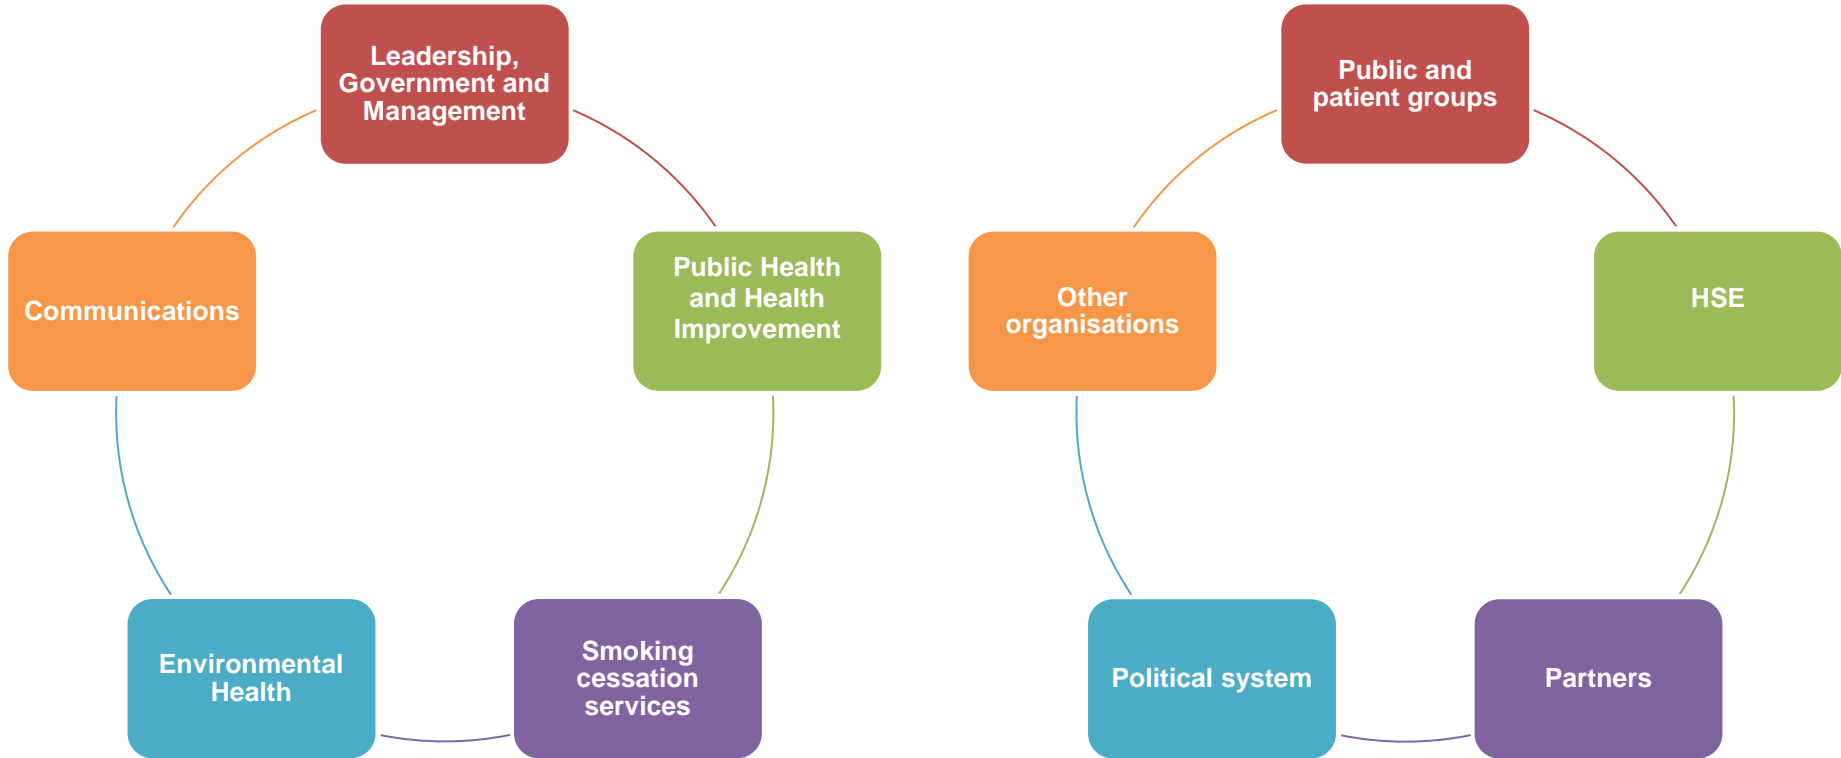 Leadership,
Government and
Management
Public Health
and Health
Improvement
Smoking
cessation
services
Environmental
Health
Communications
Public and
patient groups
HSE
Partners
Political system
Other
organisations